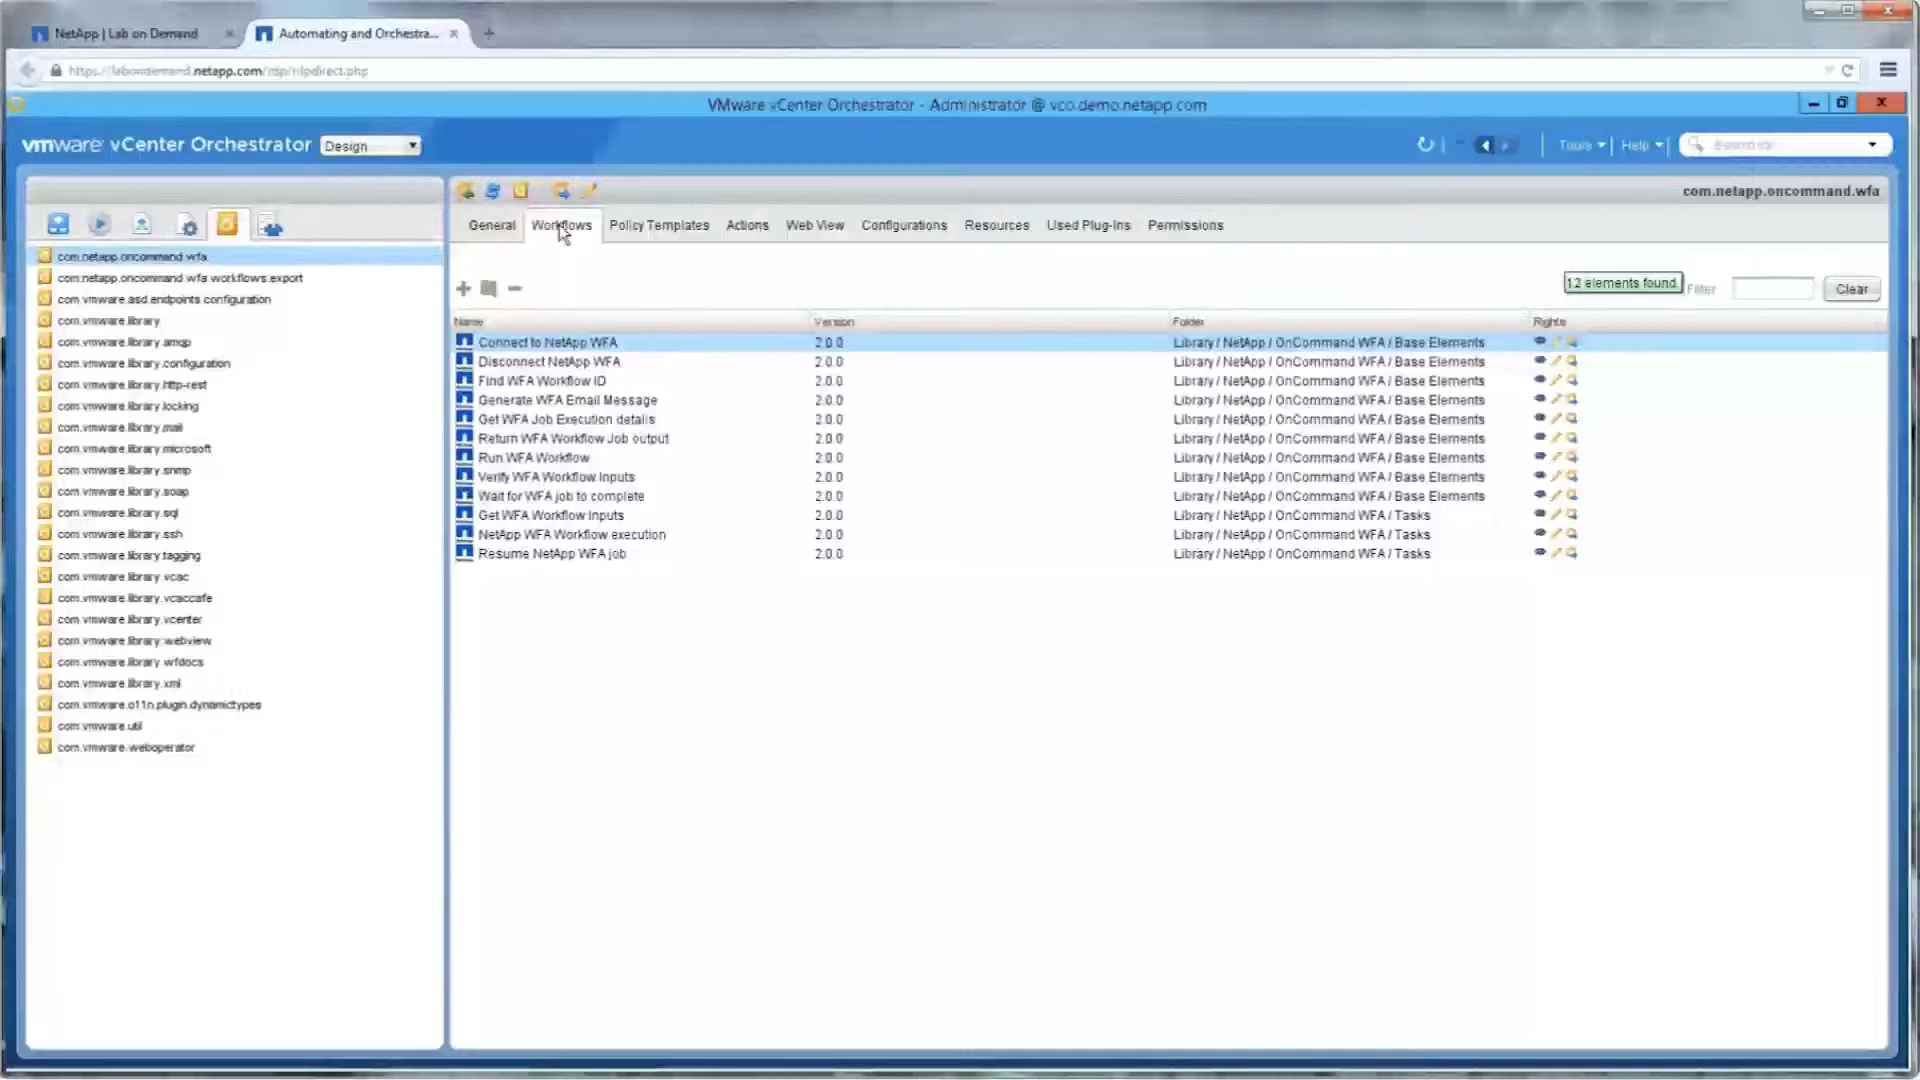 NetApp | Lab on Demand
Automating and Orchestra...
https://labondemand.netapp.com/
VMware vCenter Orchestrator - Administrator @ vco.demo.netapp.com
vmware vCenter Orchestrator Design
Tools Help
com.netapp.oncommand.wfa
General Workflows Policy Templates Actions Web View Configurations Resources Used Plug-Ins Permissions
com.netapp.oncommand.wfa
com.netapp.oncommand.wfa.workflows.export
com.vmware.asd.endpoints.configuration
com.vmware.library
com.vmware.library.amqp
com.vmware.library.configuration
com.vmware.library.http-rest
com.vmware.library.locking
com.vmware.library.mail
com.vmware.library.microsoft
com.vmware.library.snmp
com.vmware.library.soap
com.vmware.library.sql
com.vmware.library.ssh
com.vmware.library.tagging
com.vmware.library.vcac
com.vmware.library.vcaccafe
com.vmware.library.vcenter
com.vmware.library.webview
com.vmware.library.wfdocs
com.vmware.library.xml
com.vmware.o11n.plugin.dynamictypes
com.vmware.util
com.vmware.weboperator
12 elements found. Filter Clear
Name Version Folder Rights
Connect to NetApp WFA 2.0.0 Library / NetApp / OnCommand WFA / Base Elements
Disconnect NetApp WFA 2.0.0 Library / NetApp / OnCommand WFA / Base Elements
Find WFA Workflow ID 2.0.0 Library / NetApp / OnCommand WFA / Base Elements
Generate WFA Email Message 2.0.0 Library / NetApp / OnCommand WFA / Base Elements
Get WFA Job Execution details 2.0.0 Library / NetApp / OnCommand WFA / Base Elements
Return WFA Workflow Job output 2.0.0 Library / NetApp / OnCommand WFA / Base Elements
Run WFA Workflow 2.0.0 Library / NetApp / OnCommand WFA / Base Elements
Verify WFA Workflow Inputs 2.0.0 Library / NetApp / OnCommand WFA / Base Elements
Wait for WFA job to complete 2.0.0 Library / NetApp / OnCommand WFA / Base Elements
Get WFA Workflow Inputs 2.0.0 Library / NetApp / OnCommand WFA / Tasks
NetApp WFA Workflow execution 2.0.0 Library / NetApp / OnCommand WFA / Tasks
Resume NetApp WFA job 2.0.0 Library / NetApp / OnCommand WFA / Tasks